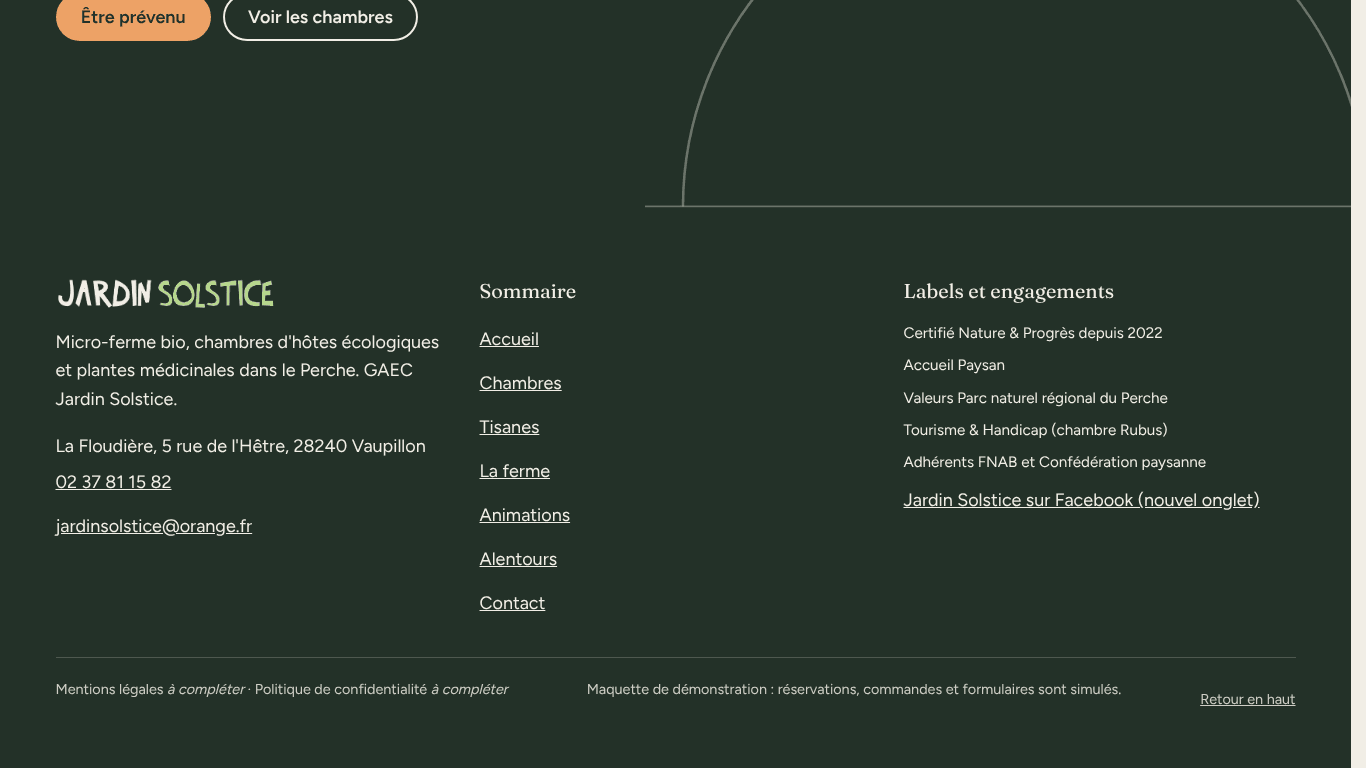 Être prévenu
Voir les chambres
JARDIN SOLSTICE
Micro-ferme bio, chambres d'hôtes écologiques
et plantes médicinales dans le Perche. GAEC
Jardin Solstice.
La Floudière, 5 rue de l'Hêtre, 28240 Vaupillon
02 37 81 15 82
jardinsolstice@orange.fr
Sommaire
Accueil
Chambres
Tisanes
La ferme
Animations
Alentours
Contact
Labels et engagements
Certifié Nature & Progrès depuis 2022
Accueil Paysan
Valeurs Parc naturel régional du Perche
Tourisme & Handicap (chambre Rubus)
Adhérents FNAB et Confédération paysanne
Jardin Solstice sur Facebook (nouvel onglet)
Mentions légales à compléter · Politique de confidentialité à compléter
Maquette de démonstration : réservations, commandes et formulaires sont simulés.
Retour en haut